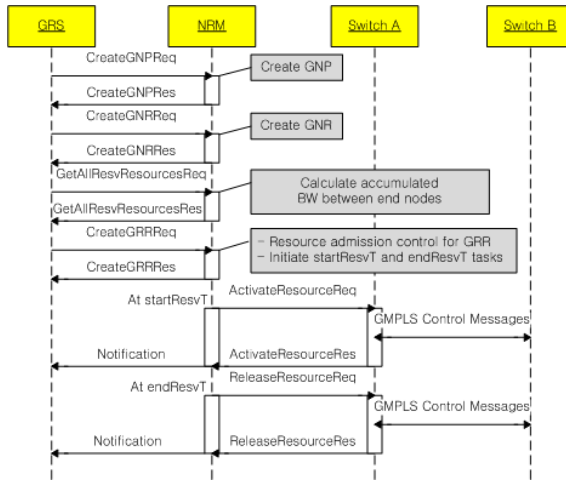 GRS
NRM
Switch A
Switch B
CreateGNPReq
Create GNP
CreateGNPRes
CreateGNRReq
Create GNR
CreateGNRRes
GetAllResvResourcesReq
Calculate accumulated
BW between end nodes
GetAllResvResourcesRes
CreateGRRReq
- Resource admission control for GRR
- Initiate startResvT and endResvT tasks
CreateGRRRes
At startResvT
ActivateResourceReq
GMPLS Control Messages
Notification
ActivateResourceRes
At endResvT
ReleaseResourceReq
GMPLS Control Messages
Notification
ReleaseResourceRes